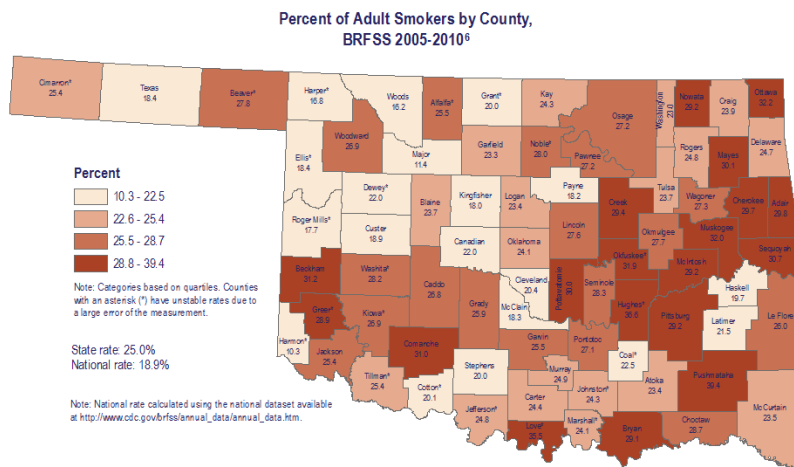 Percent of Adult Smokers by County,
BRFSS 2005-2010⁶
Cimarron*
25.4
Texas
18.4
Beaver*
27.8
Harper*
16.8
Woods
16.2
Alfalfa*
25.5
Grant*
20.0
Kay
24.3
Osage
27.2
Washington
23.0
Nowata
29.2
Craig
23.9
Ottawa
32.2
Woodward
26.9
Ellis*
18.4
Major
11.4
Garfield
23.3
Noble*
28.0
Pawnee
27.2
Rogers
24.8
Mayes
30.1
Delaware
24.7
Dewey*
22.0
Blaine
23.7
Kingfisher
18.0
Logan
23.4
Payne
18.2
Creek
29.4
Tulsa
23.7
Wagoner
27.3
Cherokee
29.7
Adair
29.8
Roger Mills*
17.7
Custer
18.9
Canadian
22.0
Oklahoma
24.1
Lincoln
27.6
Okmulgee
27.7
Muskogee
32.0
Okfuskee*
31.9
McIntosh
29.2
Sequoyah
30.7
Beckham
31.2
Washita*
28.2
Caddo
26.8
Grady
25.9
Cleveland
20.4
McClain
18.3
Pottawatomie
30.0
Seminole
28.3
Hughes*
Haskell
19.7
Pittsburg
29.2
Latimer
21.5
Le Flore
26.0
Greer*
28.9
Kiowa*
26.9
Harmon*
10.3
Jackson
25.4
Comanche
31.0
Garvin
25.5
Pontotoc
27.1
Coal*
22.5
Tillman*
25.4
Stephens
20.0
Murray
24.9
Johnston*
24.3
Atoka
23.4
Pushmataha
39.4
McCurtain
23.5
Cotton*
20.1
Jefferson*
24.8
Carter
24.4
Love*
Marshall*
24.1
Bryan
29.1
Choctaw
28.7
Percent
10.3 - 22.5
22.6 - 25.4
25.5 - 28.7
28.8 - 39.4
Note: Categories based on quartiles. Counties
with an asterisk (*) have unstable rates due to
a large error of the measurement.
State rate: 25.0%
National rate: 18.9%
Note: National rate calculated using the national dataset available
at http://www.cdc.gov/brfss/annual_data/annual_data.htm.